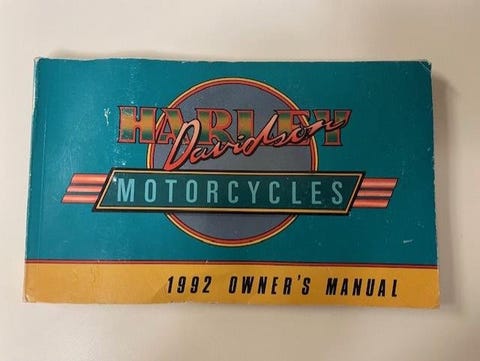 HARLEY
Davidson
MOTORCYCLES
1992 OWNER'S MANUAL